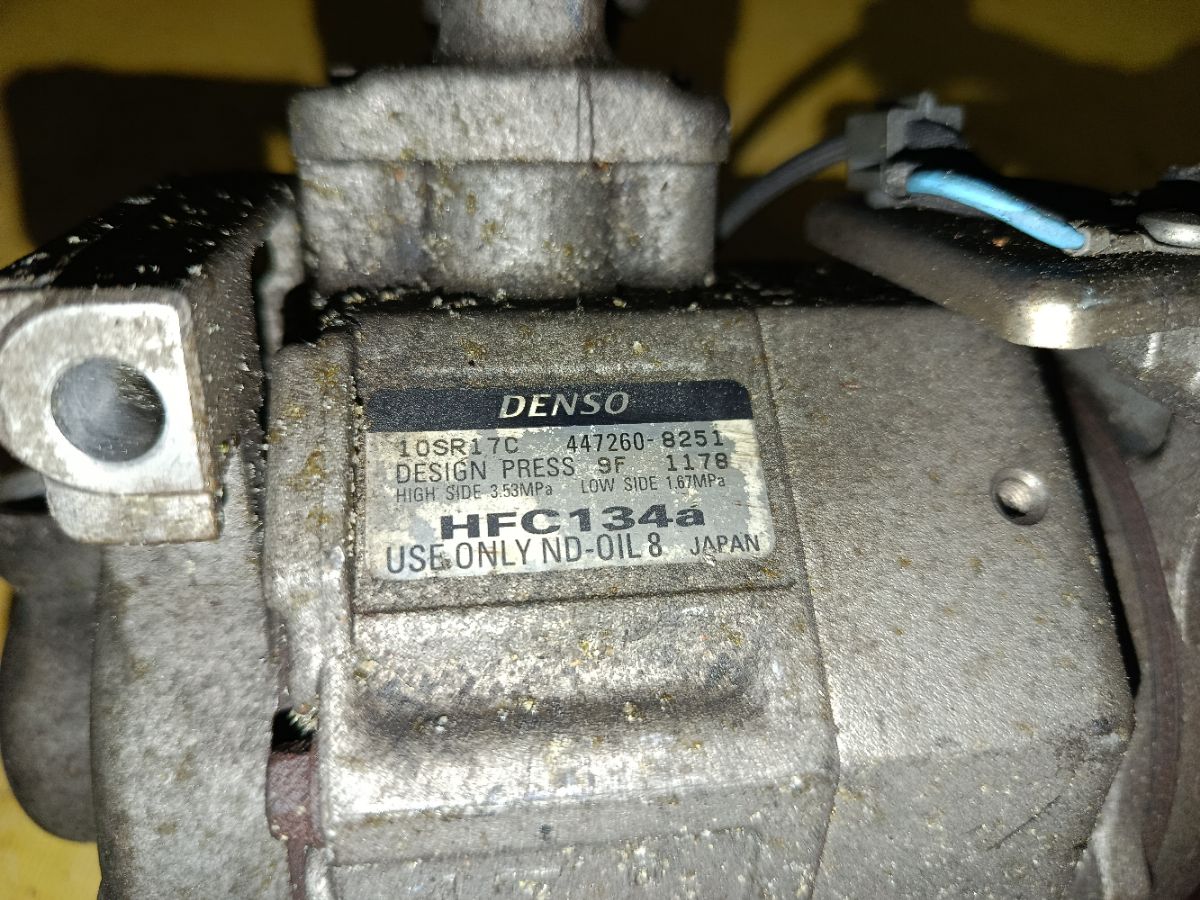 DENSO
10SR17C 447260-8251
DESIGN PRESS 9F 1178
HIGH SIDE 3.53MPa LOW SIDE 1.67MPa
HFC134a
USE ONLY ND-OIL 8 JAPAN